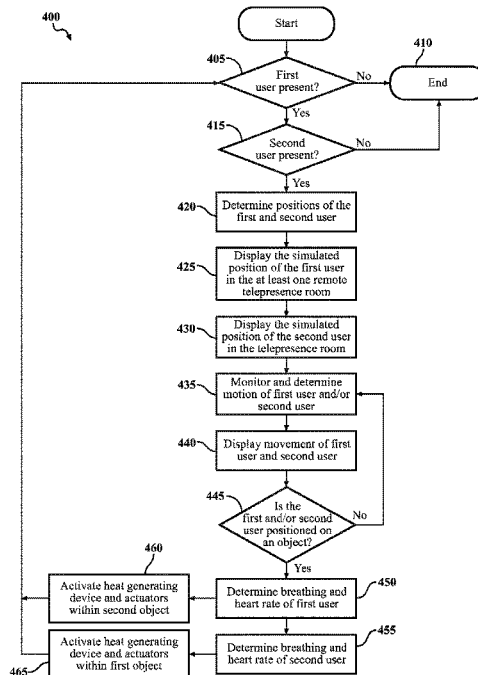 400
Start
405
First
user present?
No
410
End
Yes
415
Second
user present?
No
Yes
420
Determine positions of the
first and second user
425
Display the simulated
position of the first user
in the at least one remote
telepresence room
430
Display the simulated
position of the second user
in the telepresence room
435
Monitor and determine
motion of first user and/or
second user
440
Display movement of first
user and second user
445
Is the
first and/or second
user positioned on
an object?
No
Yes
460
Activate heat generating
device and actuators
within second object
Determine breathing and
heart rate of first user
450
465
Activate heat generating
device and actuators
within first object
Determine breathing and
heart rate of second user
455